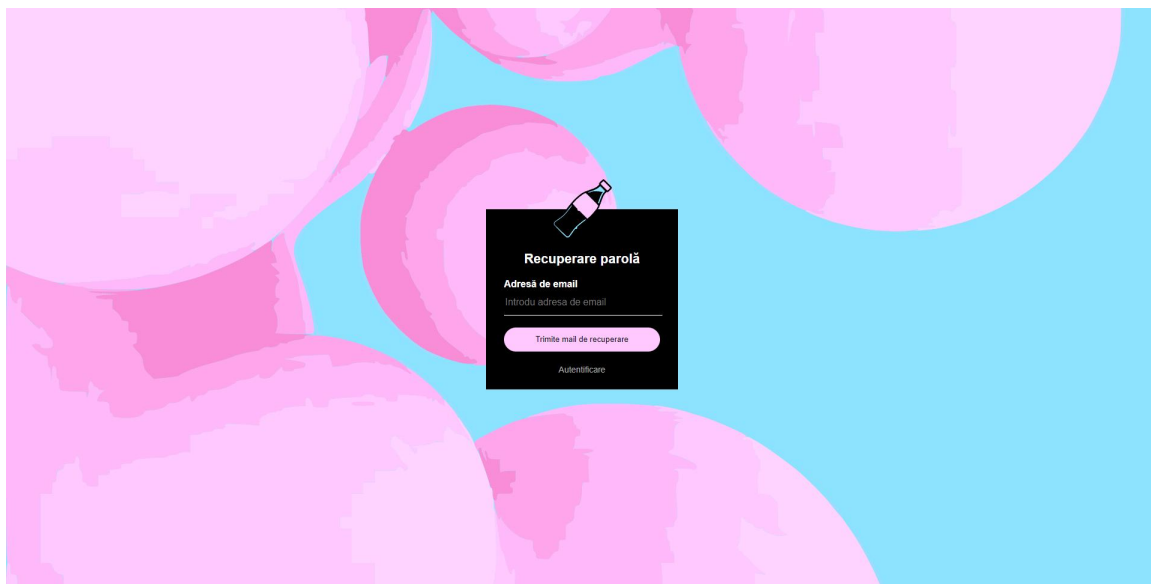 Recuperare parolă
Adresă de email
Introdu adresa de email
Trimite mail de recuperare
Autentificare